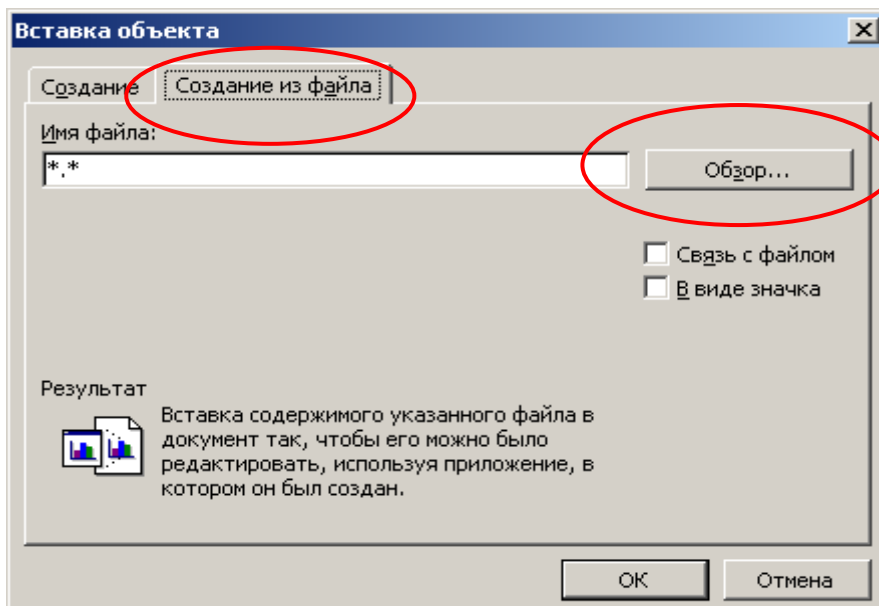 Вставка объекта
Создание
Создание из файла
Имя файла:
*.*
Обзор...
Связь с файлом
В виде значка
Результат
Вставка содержимого указанного файла в
документ так, чтобы его можно было
редактировать, используя приложение, в
котором он был создан.
ОК
Отмена